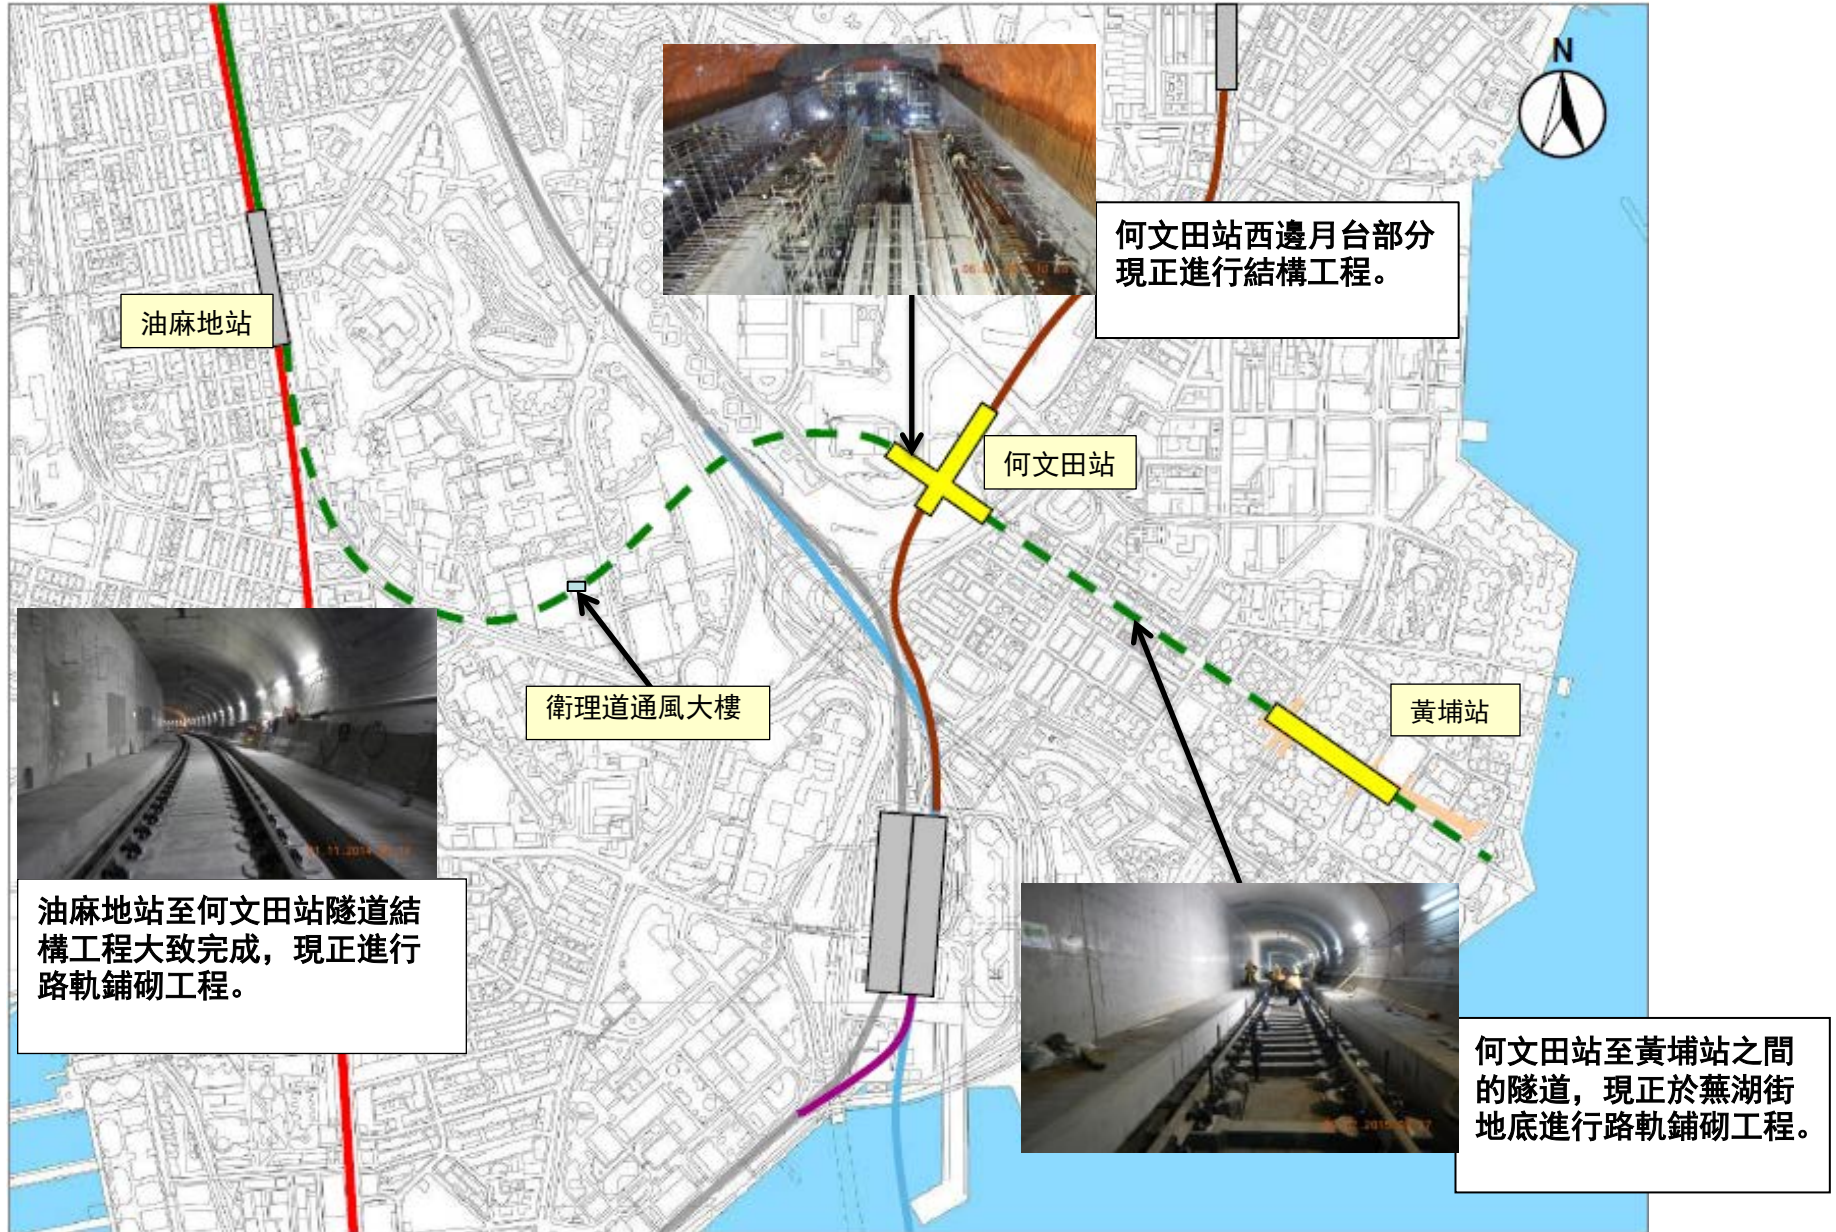 N
何文田站西邊月台部分
現正進行結構工程。
油麻地站
何文田站
衛理道通風大樓
黃埔站
油麻地站至何文田站隧道結
構工程大致完成，現正進行
路軌鋪砌工程。
何文田站至黃埔站之間
的隧道，現正於蕪湖街
地底進行路軌鋪砌工程。